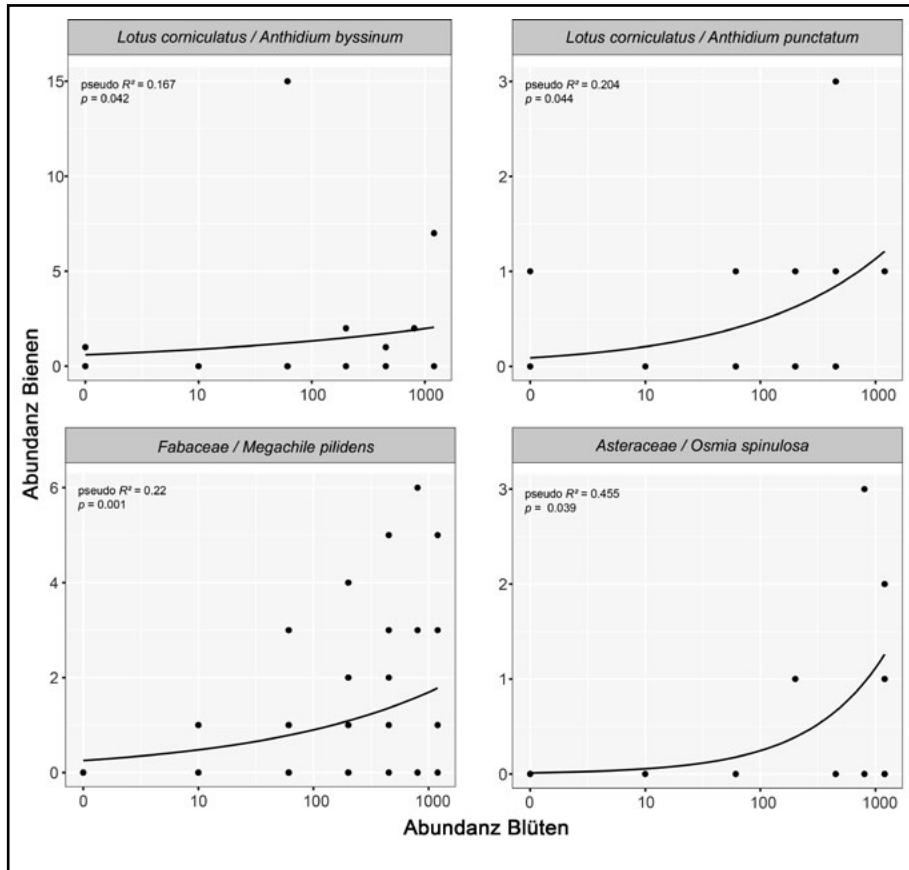 Lotus corniculatus / Anthidium byssinum
pseudo R² = 0.167
p = 0.042
15
10
5
0
0 10 100 1000
Lotus corniculatus / Anthidium punctatum
pseudo R² = 0.204
p = 0.044
3
2
1
0
0 10 100 1000
Abundanz Bienen
Fabaceae / Megachile pilidens
pseudo R² = 0.22
p = 0.001
6
4
2
0
0 10 100 1000
Asteraceae / Osmia spinulosa
pseudo R² = 0.455
p = 0.039
3
2
1
0
0 10 100 1000
Abundanz Blüten